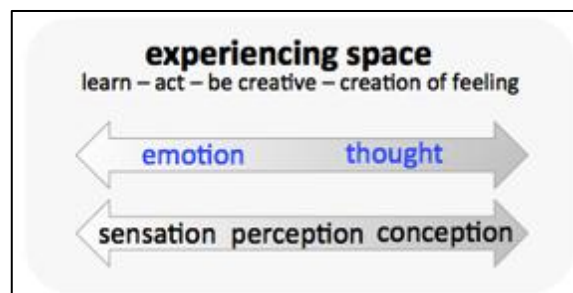 experiencing space
learn – act – be creative – creation of feeling
emotion thought
sensation perception conception